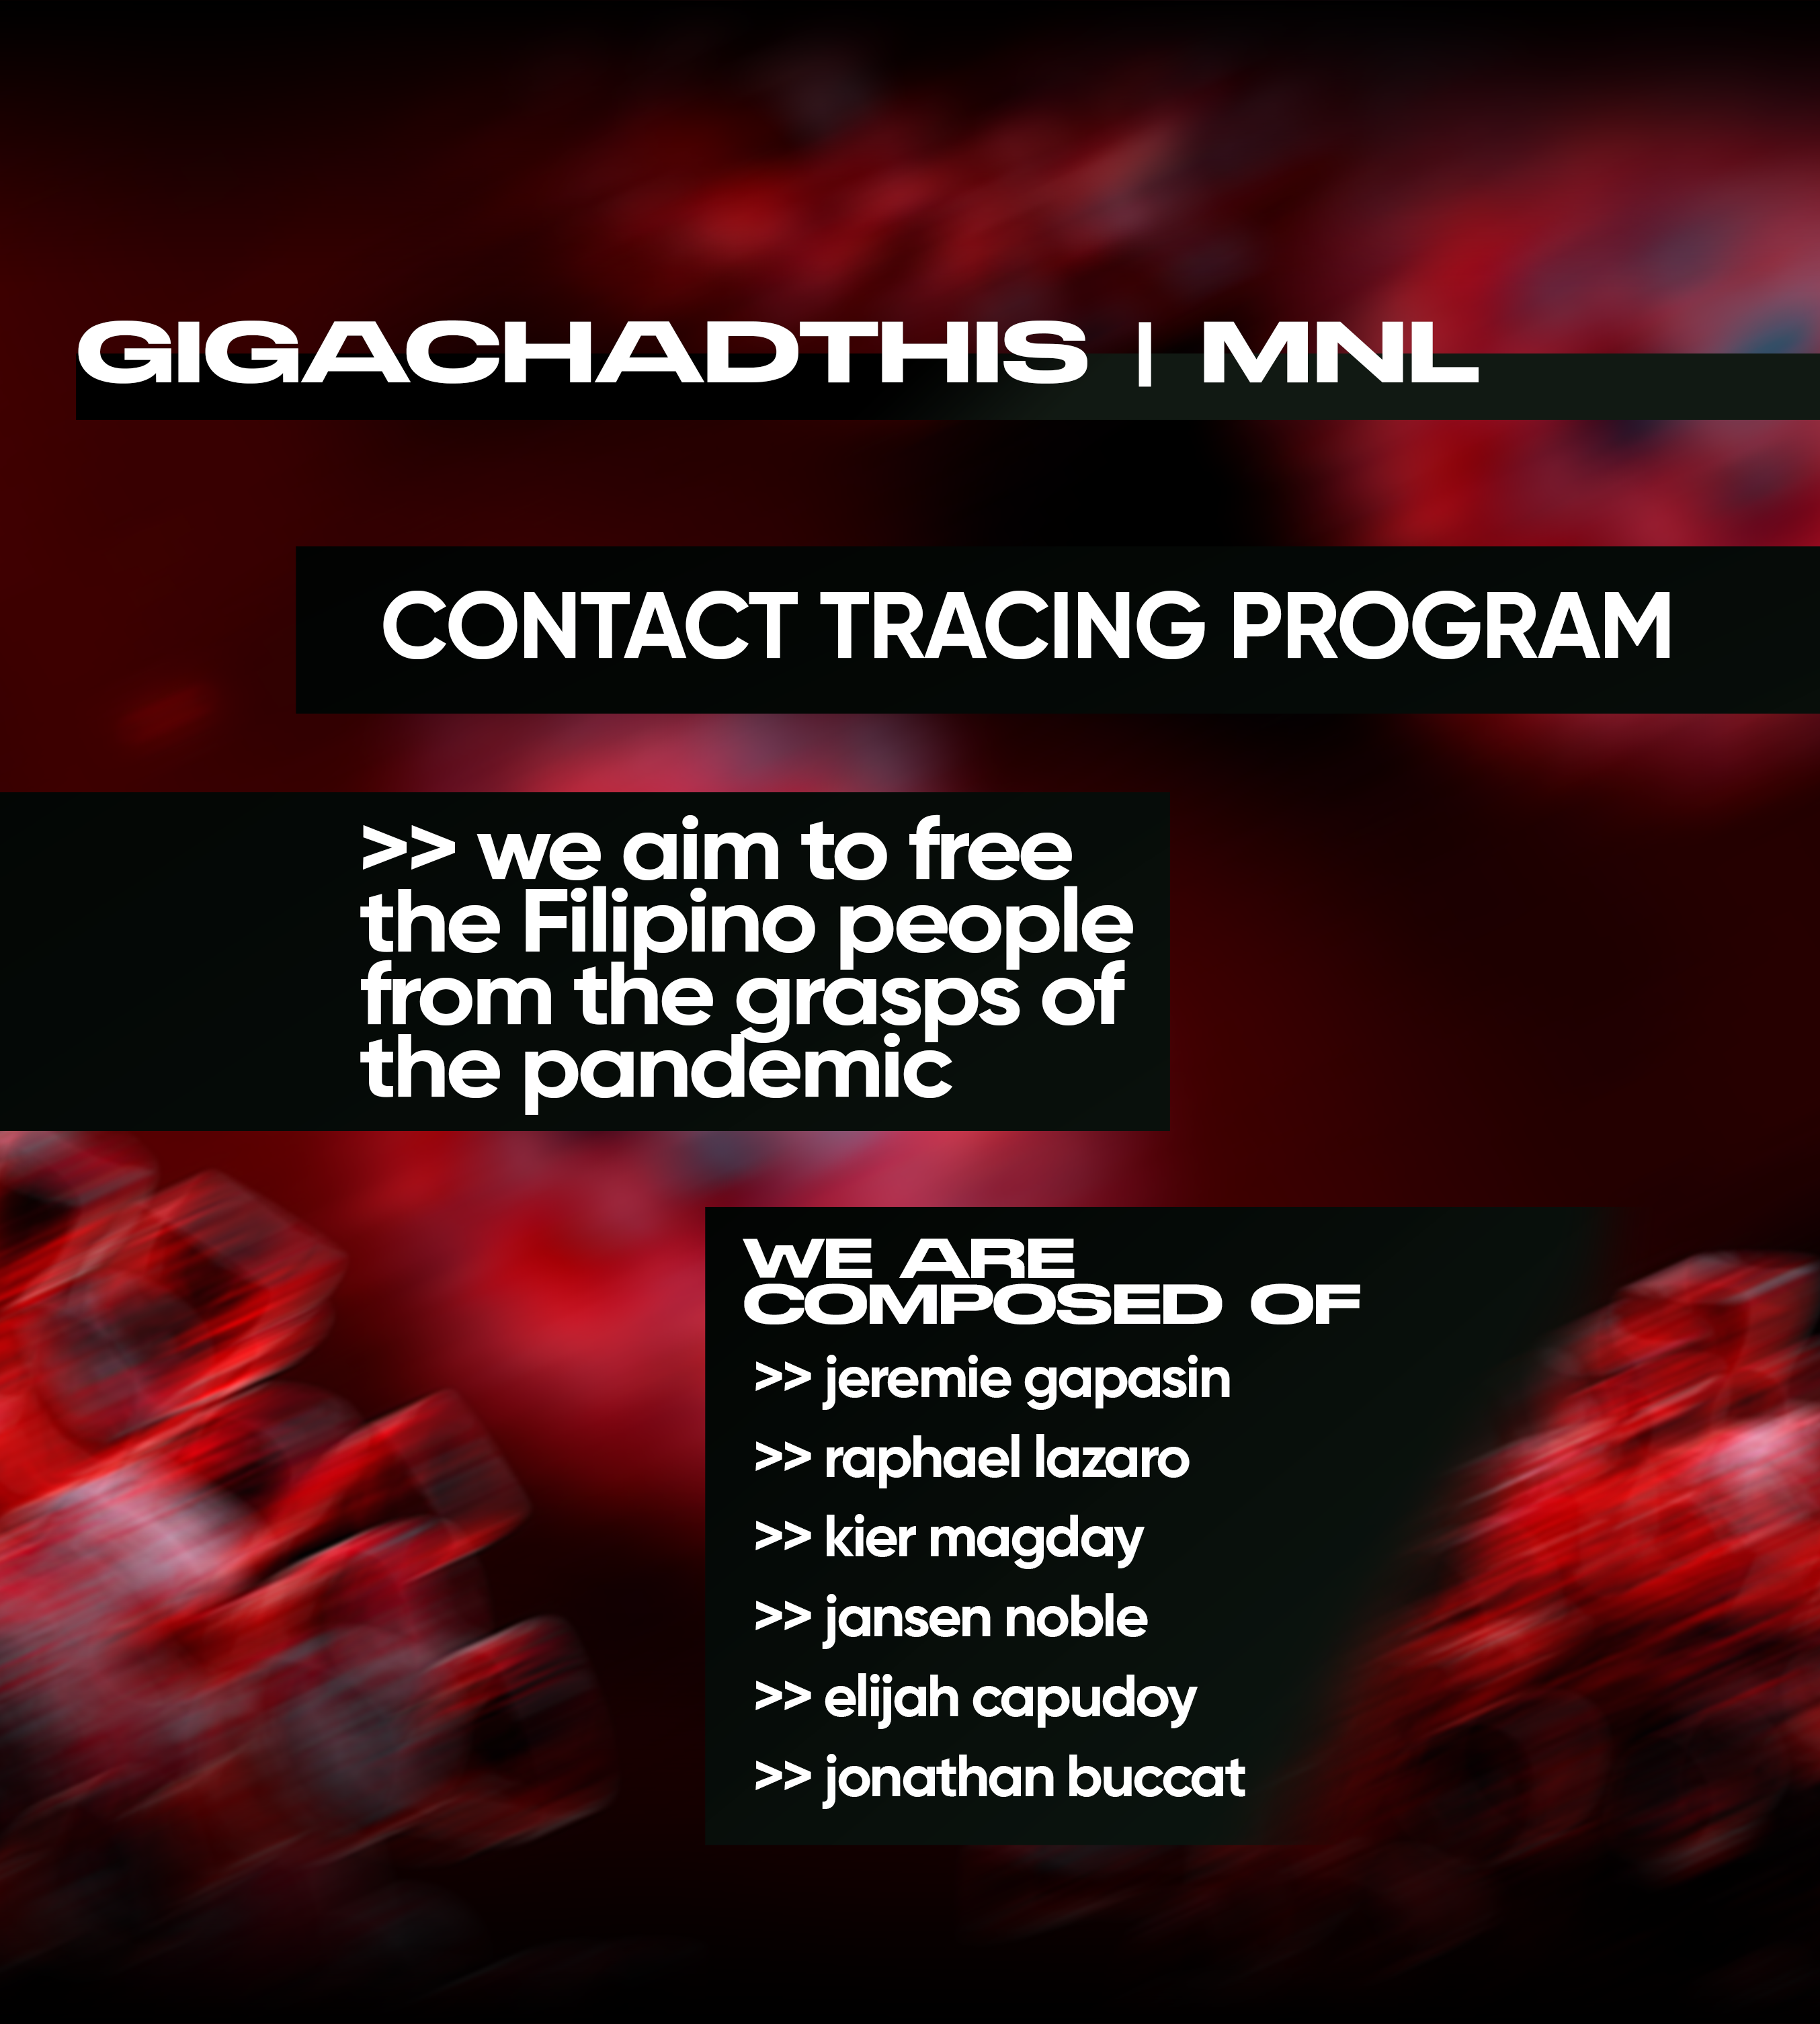 GIGACHADTHIS | MNL
CONTACT TRACING PROGRAM
>> we aim to free
the Filipino people
from the grasps of
the pandemic
WE ARE
COMPOSED OF
>> jeremie gapasin
>> raphael lazaro
>> kier magday
>> jansen noble
>> elijah capudoy
>> jonathan buccat